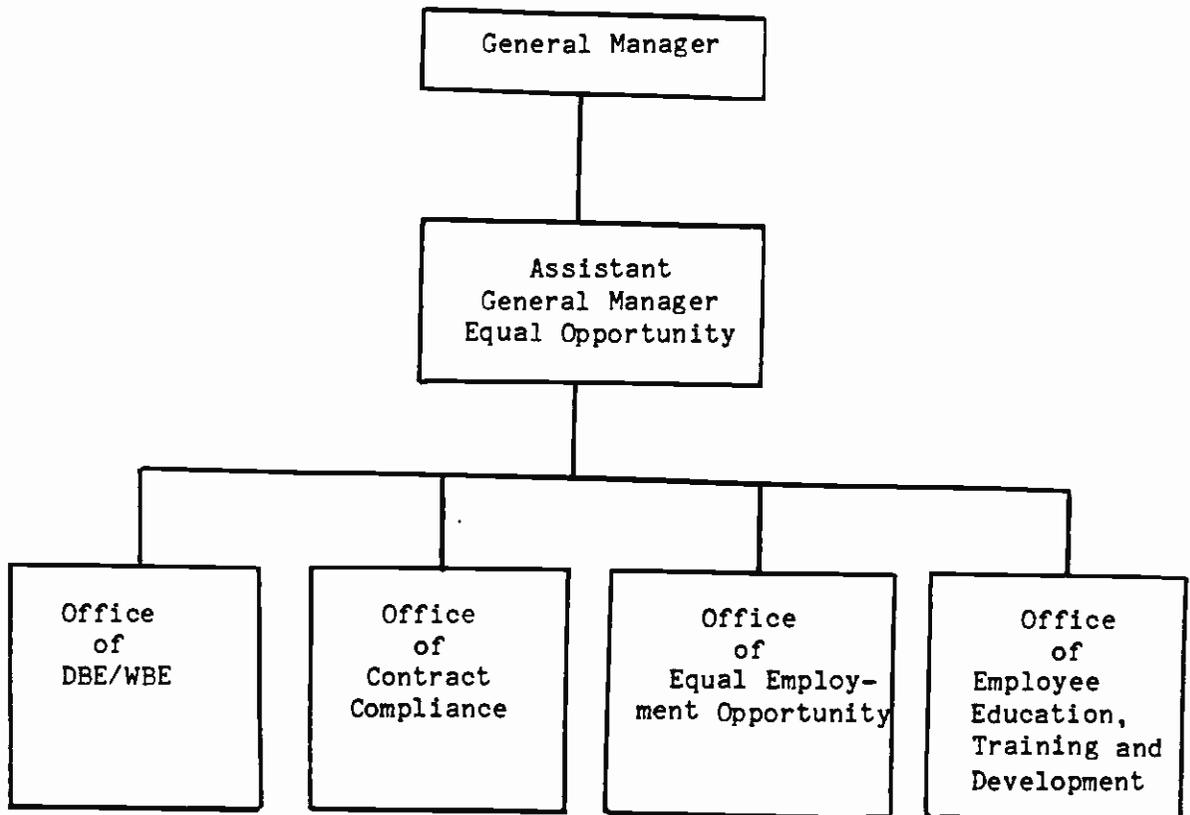 General Manager
Assistant
General Manager
Equal Opportunity
Office
of
DBE/WBE
Office
of
Contract
Compliance
Office
of
Equal Employ-
ment Opportunity
Office
of
Employee
Education,
Training and
Development